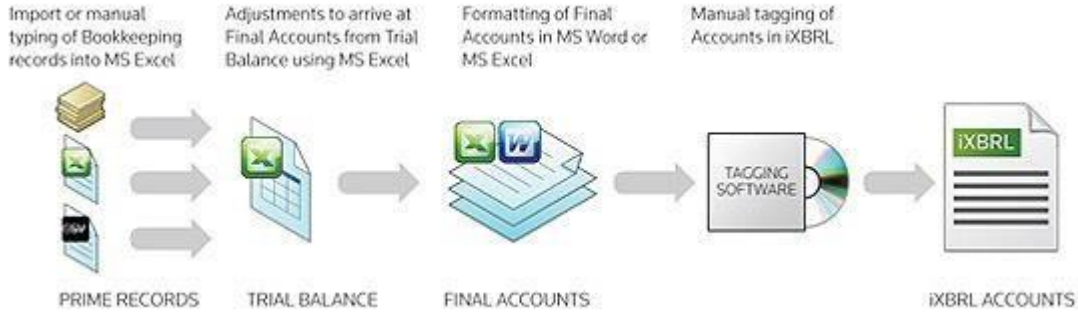 Import or manual
typing of Bookkeeping
records into MS Excel
Adjustments to arrive at
Final Accounts from Trial
Balance using MS Excel
Formatting of Final
Accounts in MS Word or
MS Excel
Manual tagging of
Accounts in iXBRL
X
CSV
X
X W
TAGGING
SOFTWARE
iXBRL
PRIME RECORDS
TRIAL BALANCE
FINAL ACCOUNTS
iXBRL ACCOUNTS